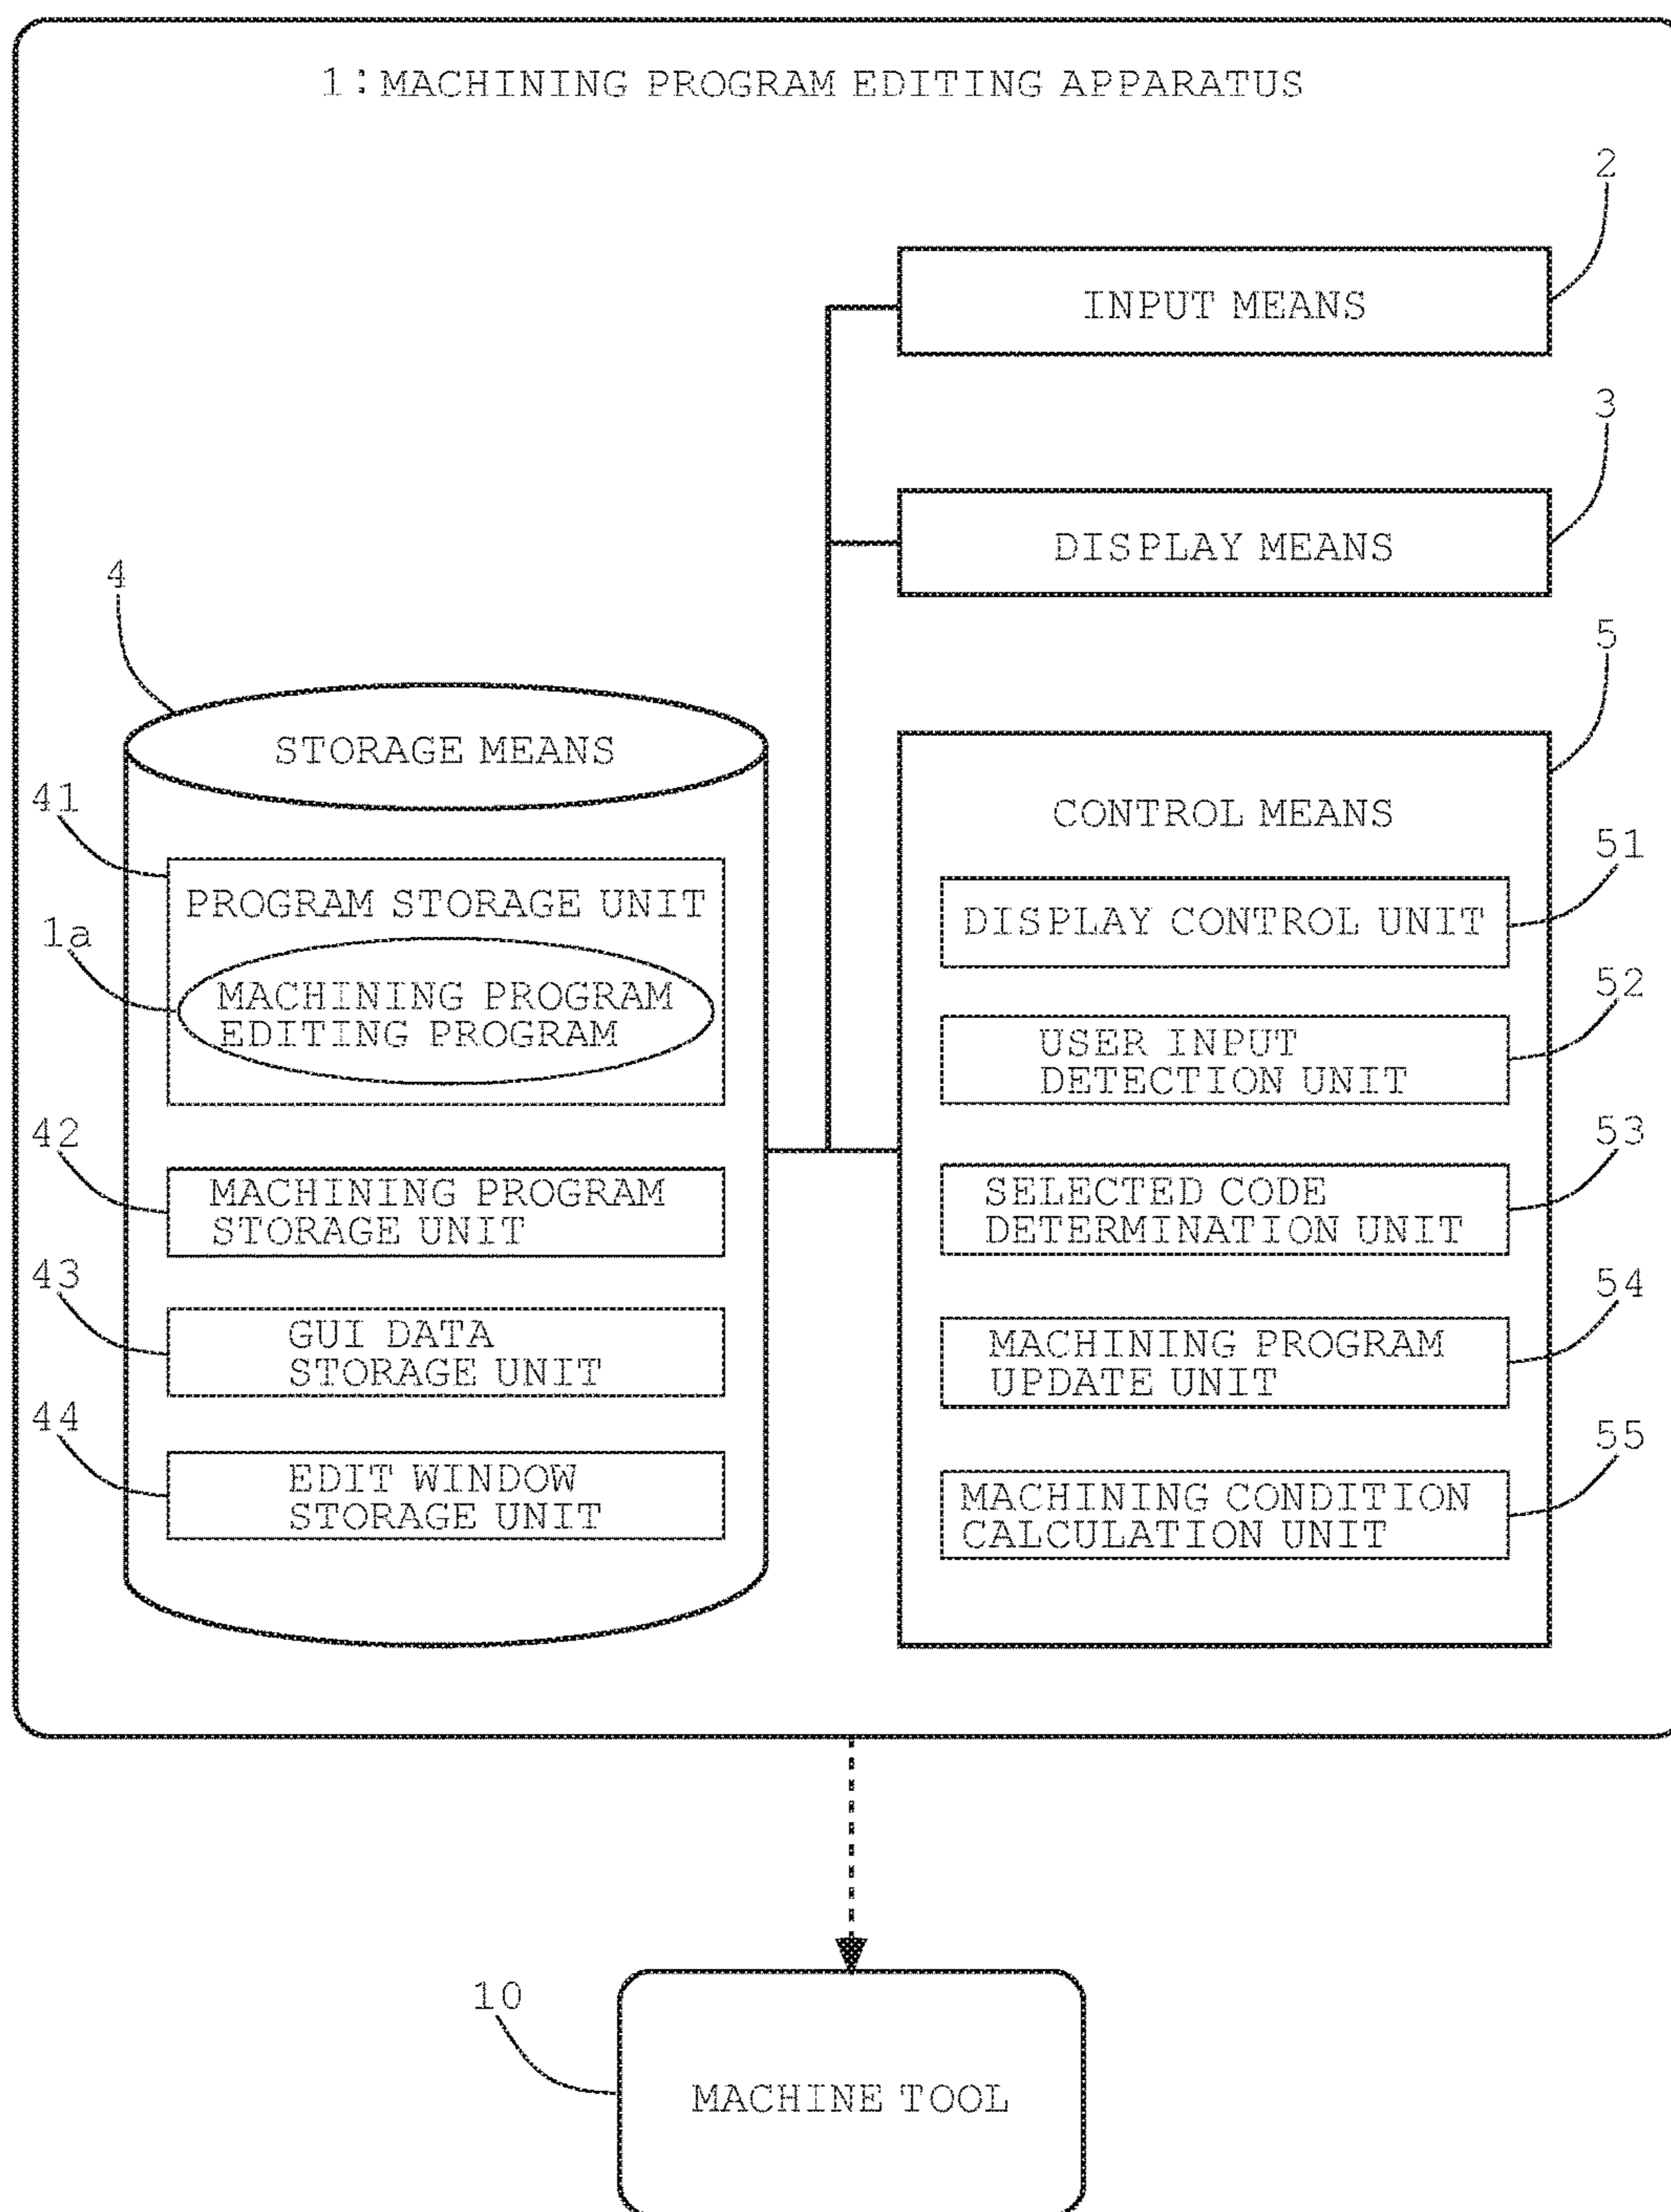 1:MACHINING PROGRAM EDITING APPARATUS
2
INPUT MEANS
3
DISPLAY MEANS
4
STORAGE MEANS
41
PROGRAM STORAGE UNIT
1a
MACHINING PROGRAM
EDITING PROGRAM
42
MACHINING PROGRAM
STORAGE UNIT
43
GUI DATA
STORAGE UNIT
44
EDIT WINDOW
STORAGE UNIT
5
CONTROL MEANS
51
DISPLAY CONTROL UNIT
52
USER INPUT
DETECTION UNIT
53
SELECTED CODE
DETERMINATION UNIT
54
MACHINING PROGRAM
UPDATE UNIT
55
MACHINING CONDITION
CALCULATION UNIT
10
MACHINE TOOL